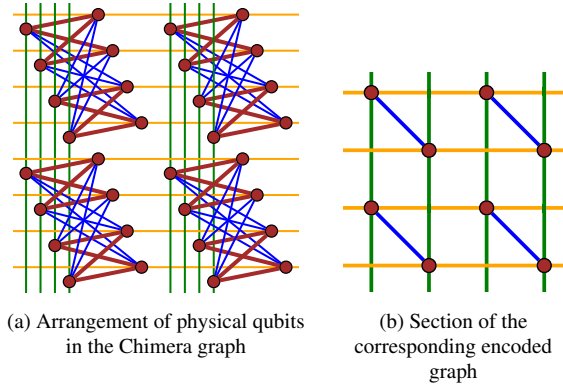 (a) Arrangement of physical qubits
in the Chimera graph
(b) Section of the
corresponding encoded
graph